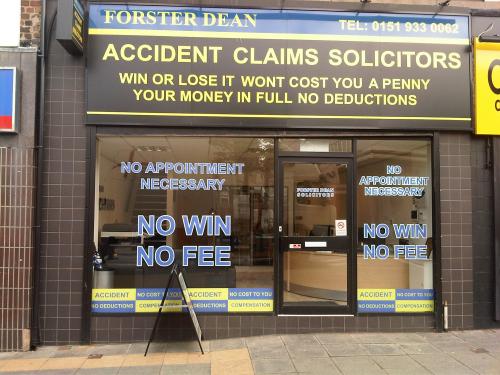 FORSTER DEAN
TEL: 0151 933 0062
ACCIDENT CLAIMS SOLICITORS
WIN OR LOSE IT WONT COST YOU A PENNY
YOUR MONEY IN FULL NO DEDUCTIONS
NO APPOINTMENT
NECESSARY
NO WIN
NO FEE
FORSTER DEAN
SOLICITORS
NO
APPOINTMENT
NECESSARY
NO WIN
NO FEE
ACCIDENT NO COST TO YOU ACCIDENT NO COST TO YOU
NO DEDUCTIONS COMPENSATION NO DEDUCTIONS COMPENSATION
ACCIDENT NO COST TO YOU
NO DEDUCTIONS COMPENSATION